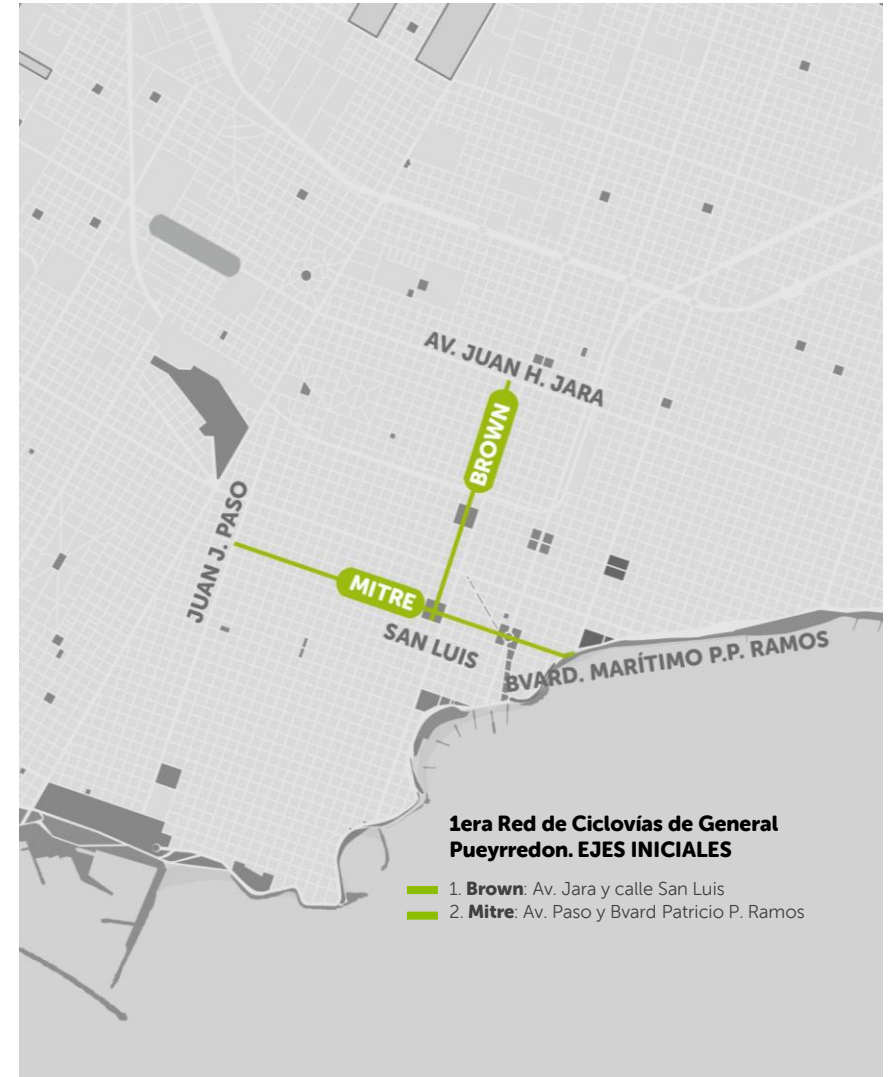 AV. JUAN H. JARA
BROWN
JUAN J. PASO
MITRE
SAN LUIS
BVARD. MARÍTIMO P.P. RAMOS
1era Red de Ciclovías de General
Pueyrredon. EJES INICIALES
1. Brown: Av. Jara y calle San Luis
2. Mitre: Av. Paso y Bvard Patricio P. Ramos